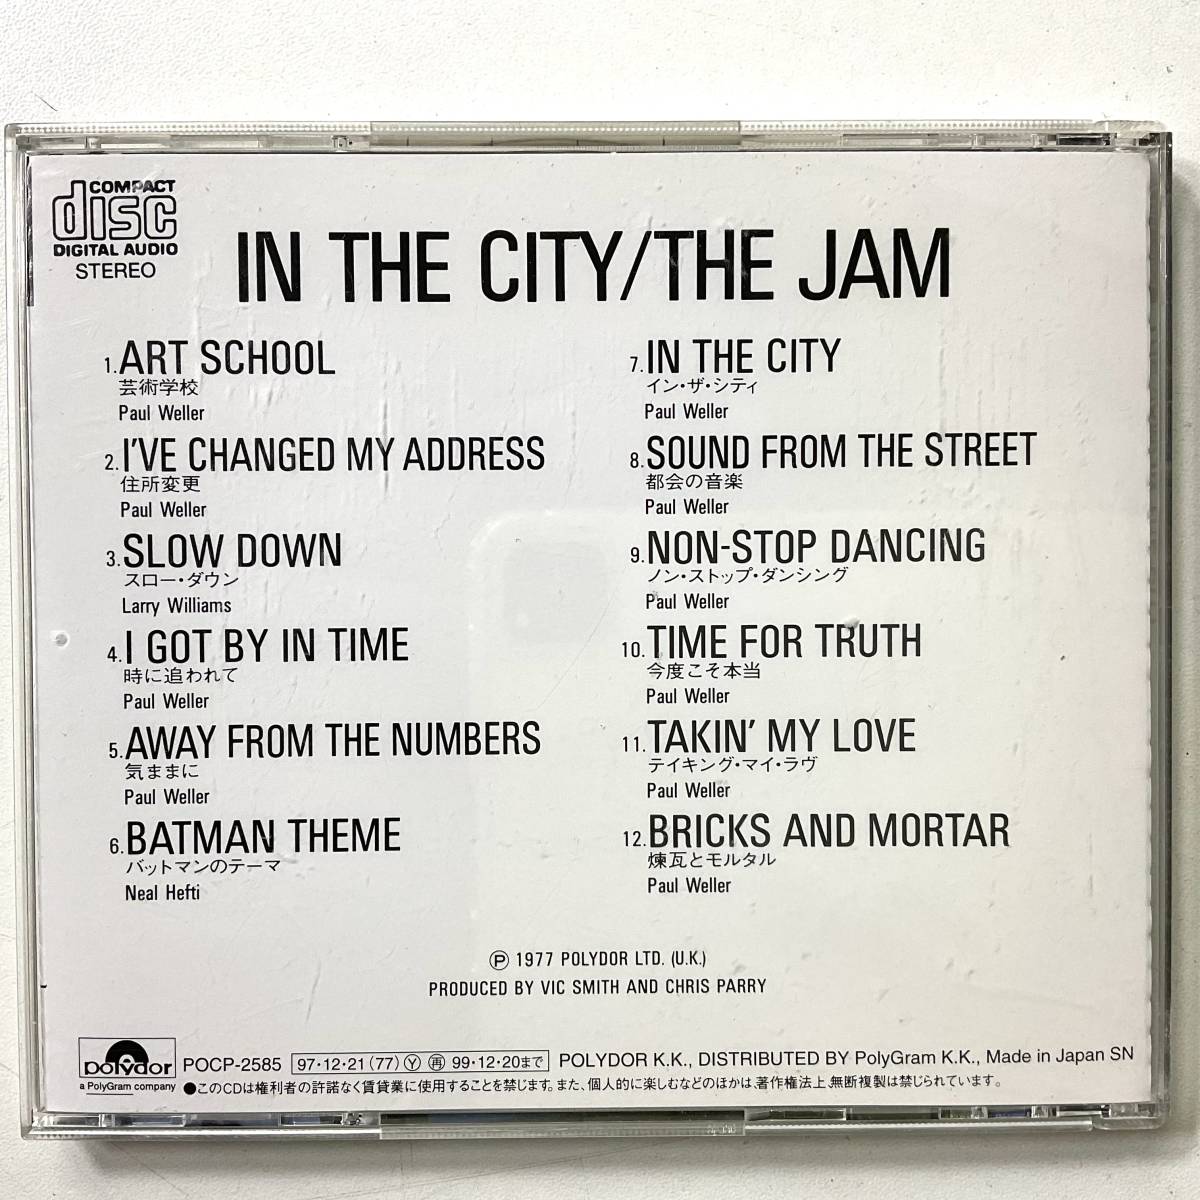 COMPACT
disc
DIGITAL AUDIO
STEREO
IN THE CITY/THE JAM
1. ART SCHOOL
芸術学校
Paul Weller
2. I'VE CHANGED MY ADDRESS
住所変更
Paul Weller
3. SLOW DOWN
スロー・ダウン
Larry Williams
4. I GOT BY IN TIME
時に追われて
Paul Weller
5. AWAY FROM THE NUMBERS
気ままに
Paul Weller
6. BATMAN THEME
バットマンのテーマ
Neal Hefti
7. IN THE CITY
イン・ザ・シティ
Paul Weller
8. SOUND FROM THE STREET
都会の音楽
Paul Weller
9. NON-STOP DANCING
ノン・ストップ・ダンシング
Paul Weller
10. TIME FOR TRUTH
今度こそ本当
Paul Weller
11. TAKIN' MY LOVE
テイキング・マイ・ラヴ
Paul Weller
12. BRICKS AND MORTAR
煉瓦とモルタル
Paul Weller
Ⓟ 1977 POLYDOR LTD. (U.K.)
PRODUCED BY VIC SMITH AND CHRIS PARRY
polydor
a PolyGram company
POCP-2585 97・12・21 (77) Ⓨ ㊢ 99・12・20まで POLYDOR K.K., DISTRIBUTED BY PolyGram K.K., Made in Japan SN
●このCDは権利者の許諾なく賃貸業に使用することを禁じます。また、個人的に楽しむなどのほかは、著作権法上、無断複製は禁じられています。